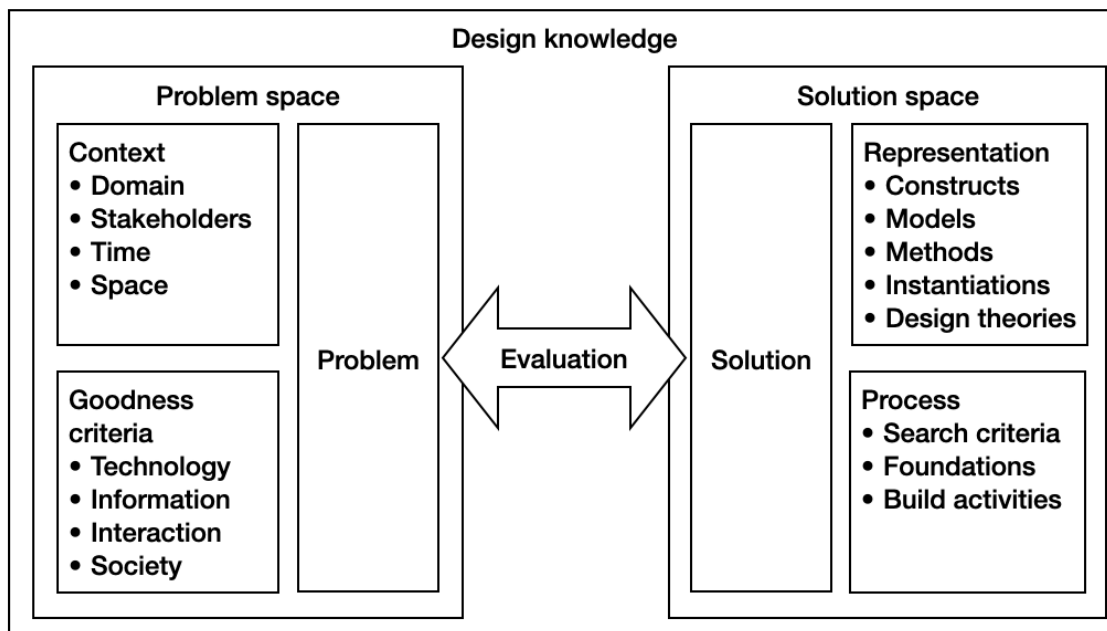 Design knowledge
Problem space
Context
• Domain
• Stakeholders
• Time
• Space
Goodness
criteria
• Technology
• Information
• Interaction
• Society
Problem
Evaluation
Solution space
Solution
Representation
• Constructs
• Models
• Methods
• Instantiations
• Design theories
Process
• Search criteria
• Foundations
• Build activities